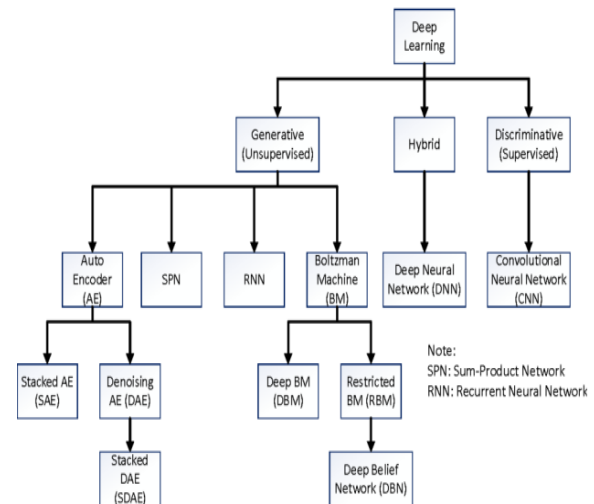 Deep
Learning
Generative
(Unsupervised)
Hybrid
Discriminative
(Supervised)
Auto
Encoder
(AE)
SPN
RNN
Boltzman
Machine
(BM)
Deep Neural
Network (DNN)
Convolutional
Neural Network
(CNN)
Stacked AE
(SAE)
Denoising
AE (DAE)
Deep BM
(DBM)
Restricted
BM (RBM)
Note:
SPN: Sum-Product Network
RNN: Recurrent Neural Network
Stacked
DAE
(SDAE)
Deep Belief
Network (DBN)